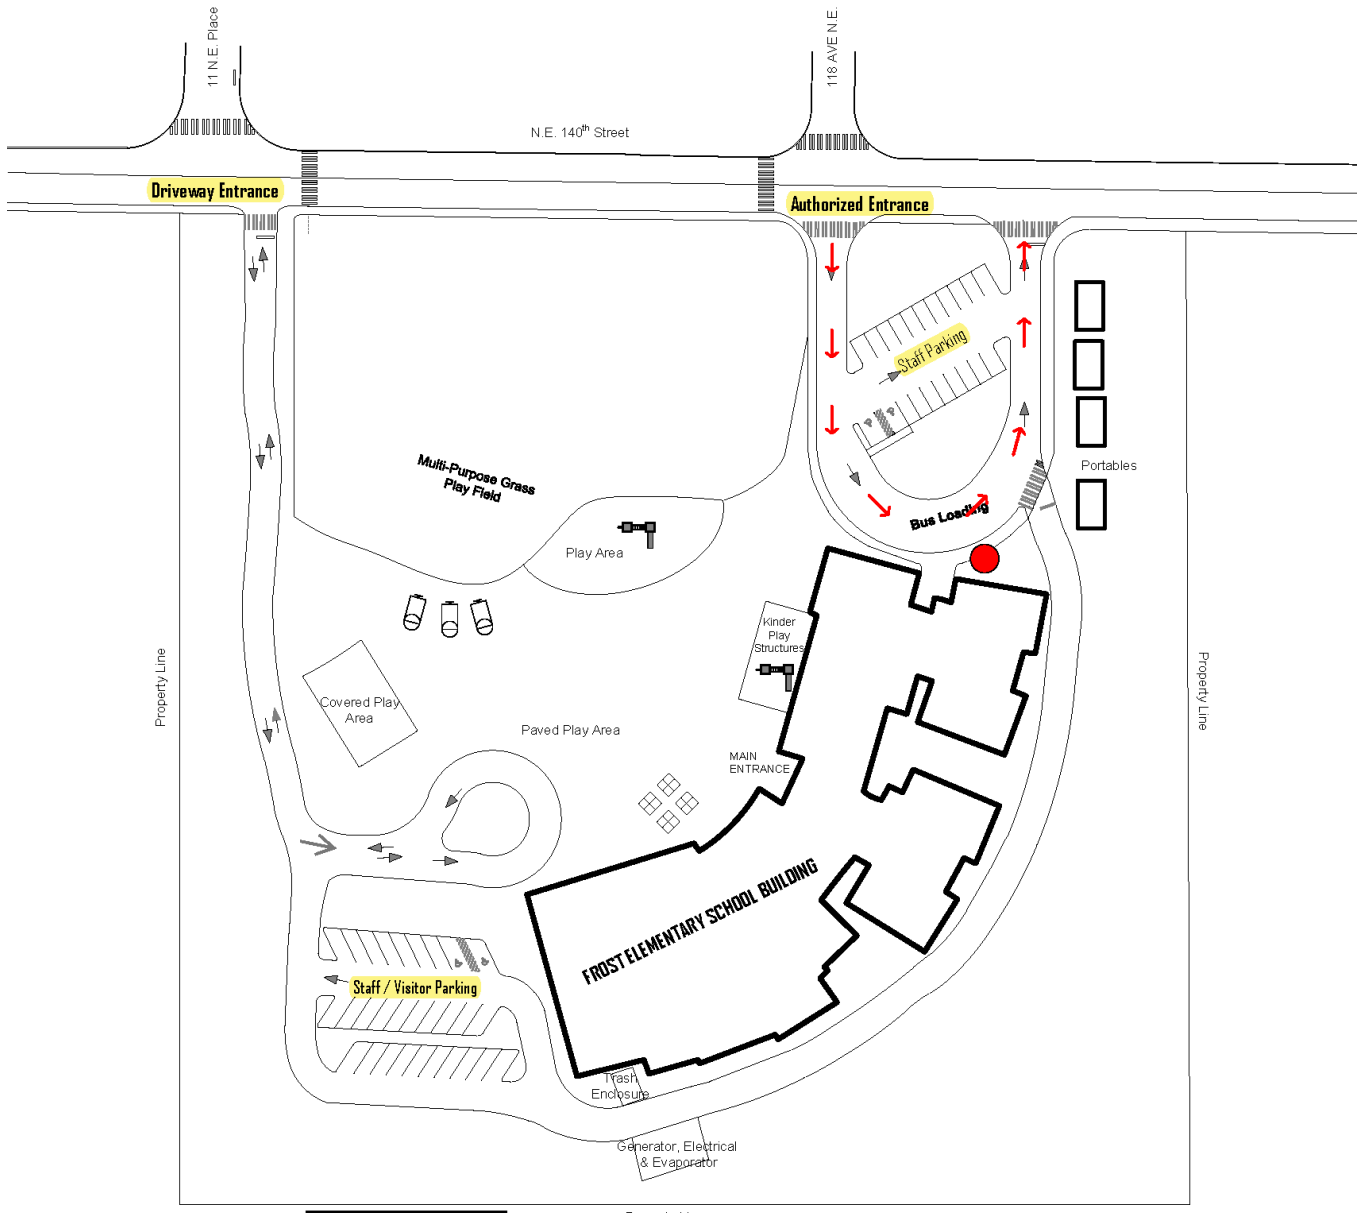 11 N.E. Place
118 AVE N.E.
N.E. 140th Street
Driveway Entrance
Authorized Entrance
Staff Parking
Multi-Purpose Grass
Play Field
Portables
Bus Loading
Play Area
Kinder
Play
Structures
Property Line
Property Line
Covered Play
Area
Paved Play Area
MAIN
ENTRANCE
FROST ELEMENTARY SCHOOL BUILDING
Staff / Visitor Parking
Trash
Enclosure
Generator, Electrical
& Evaporator